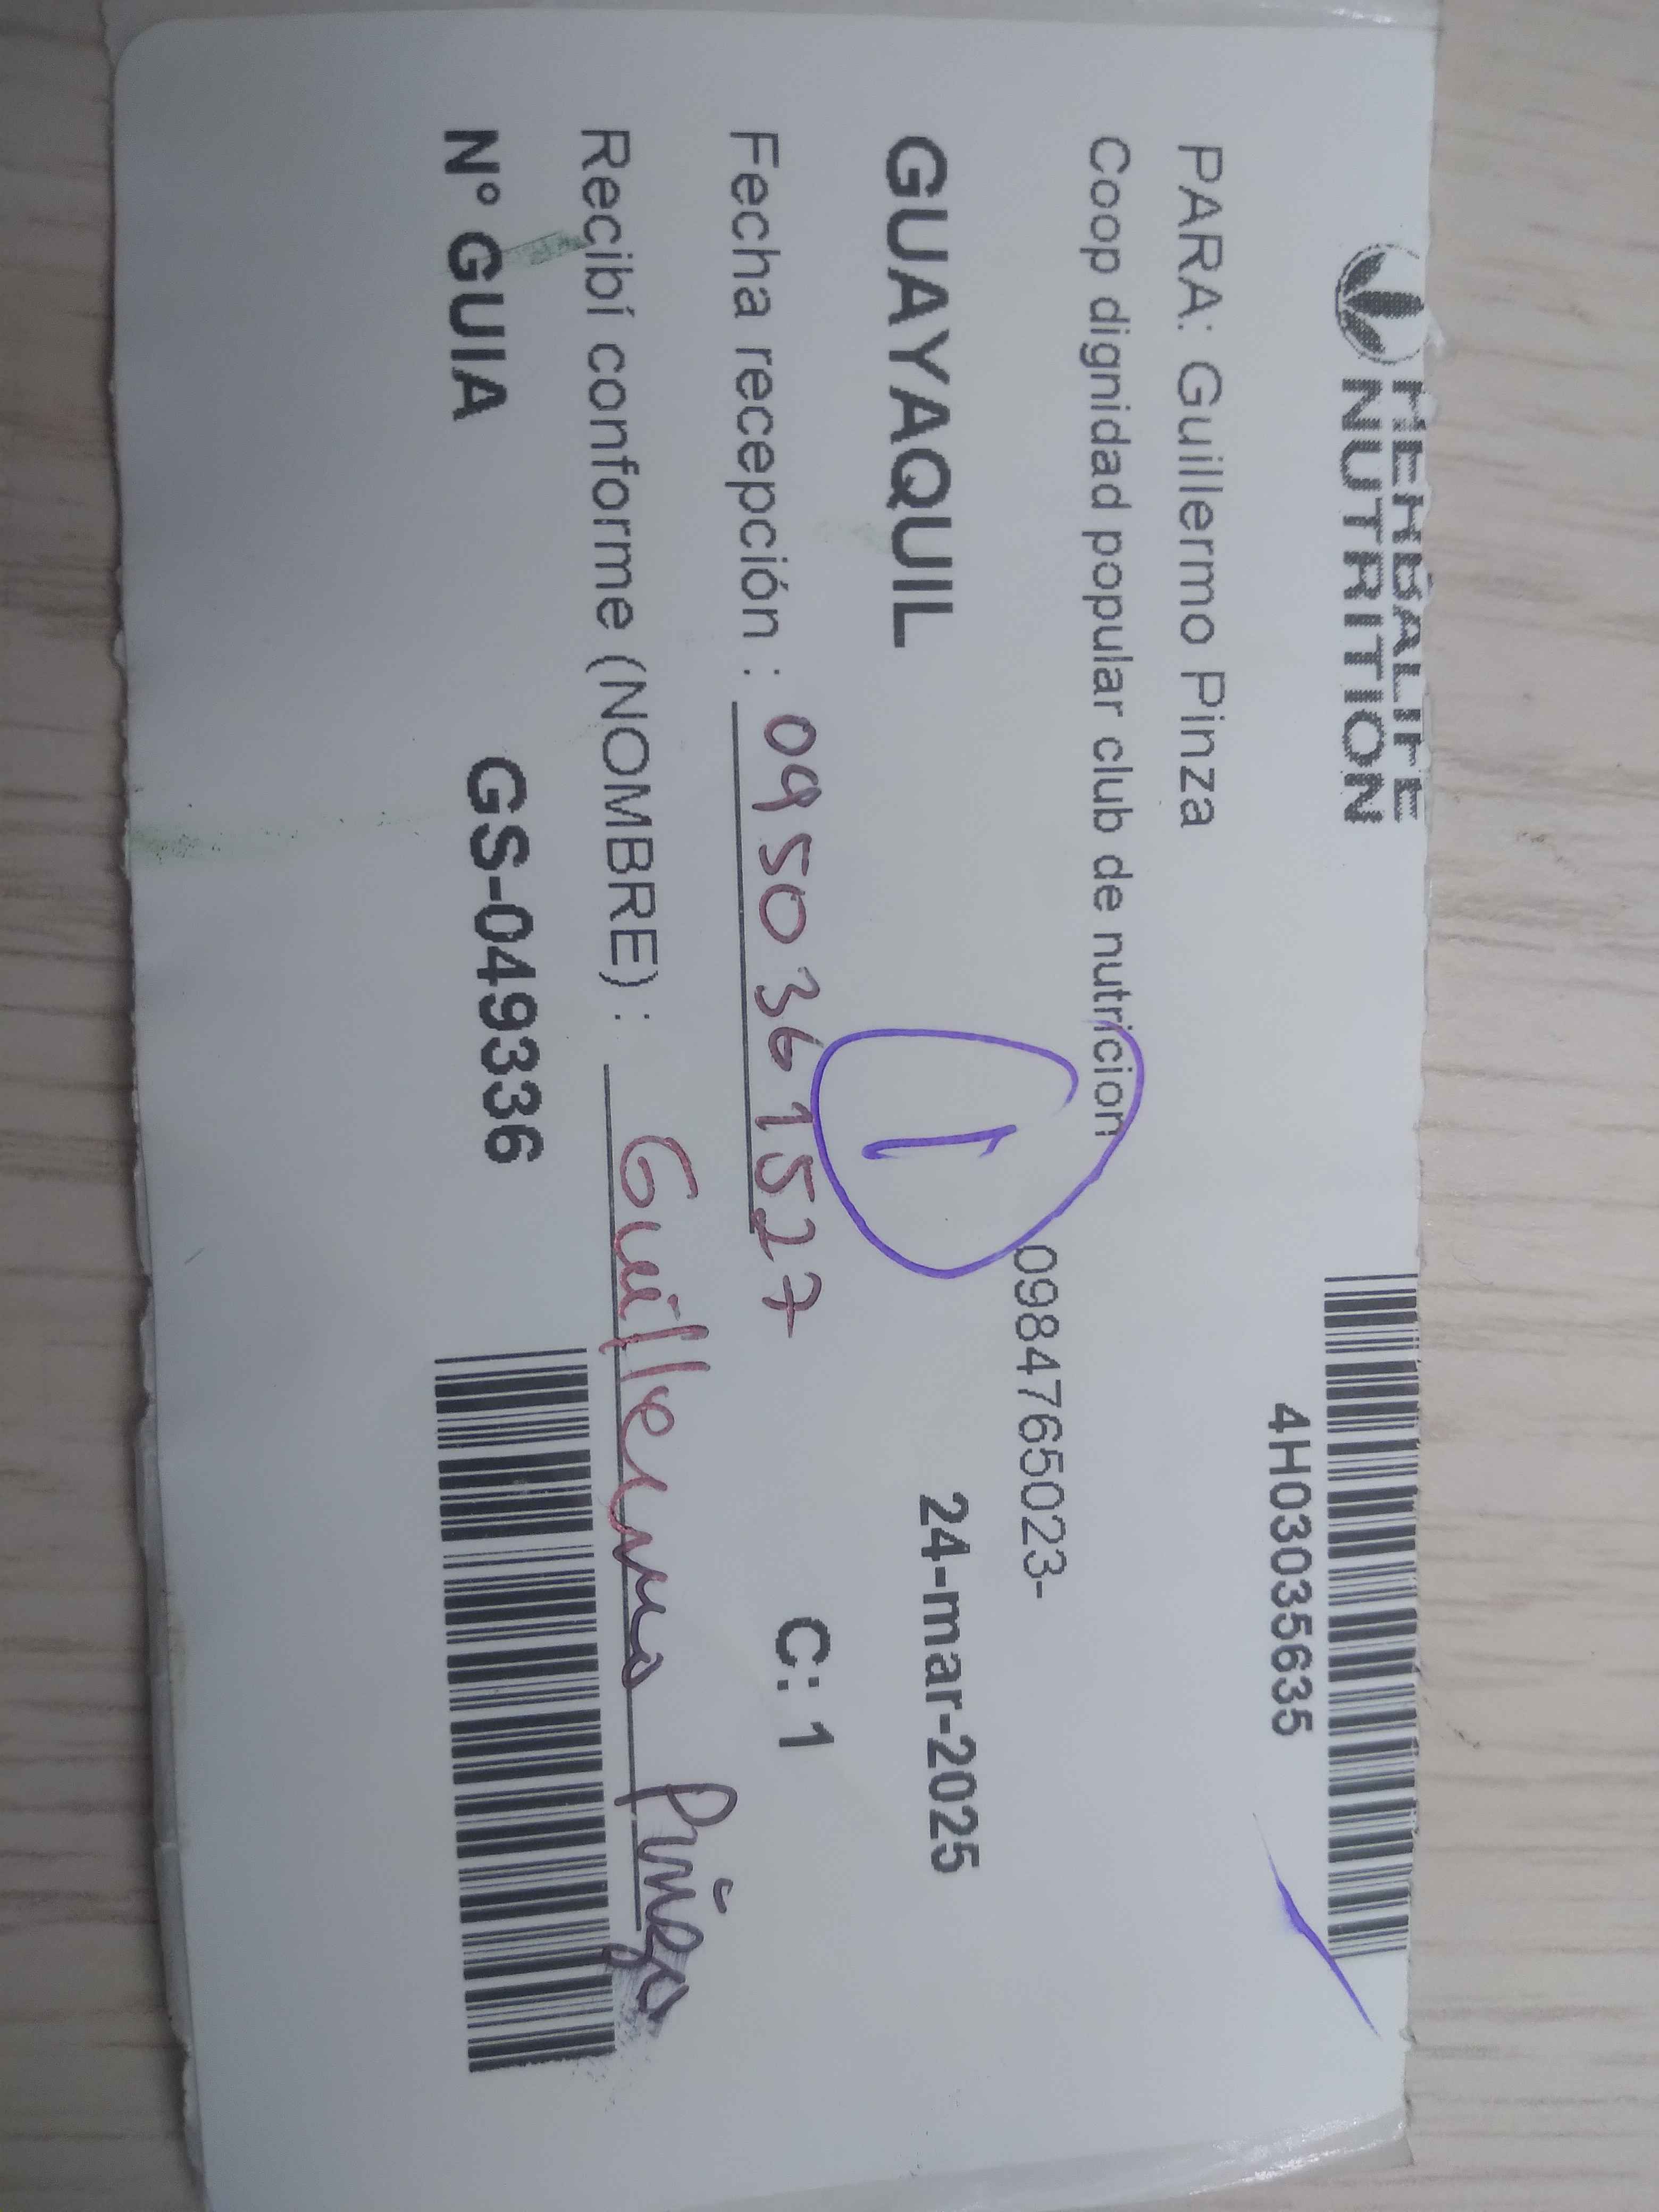 HERBALIFE
NUTRITION
4H03035635
PARA: Guillermo Pinza
Coop dignidad popular club de nutricion
0984765023-
1
GUAYAQUIL 24-mar-2025
Fecha recepción : 0950361527 C: 1
Recibí conforme (NOMBRE) : Guillermo Pinza
N° GUIA GS-049336